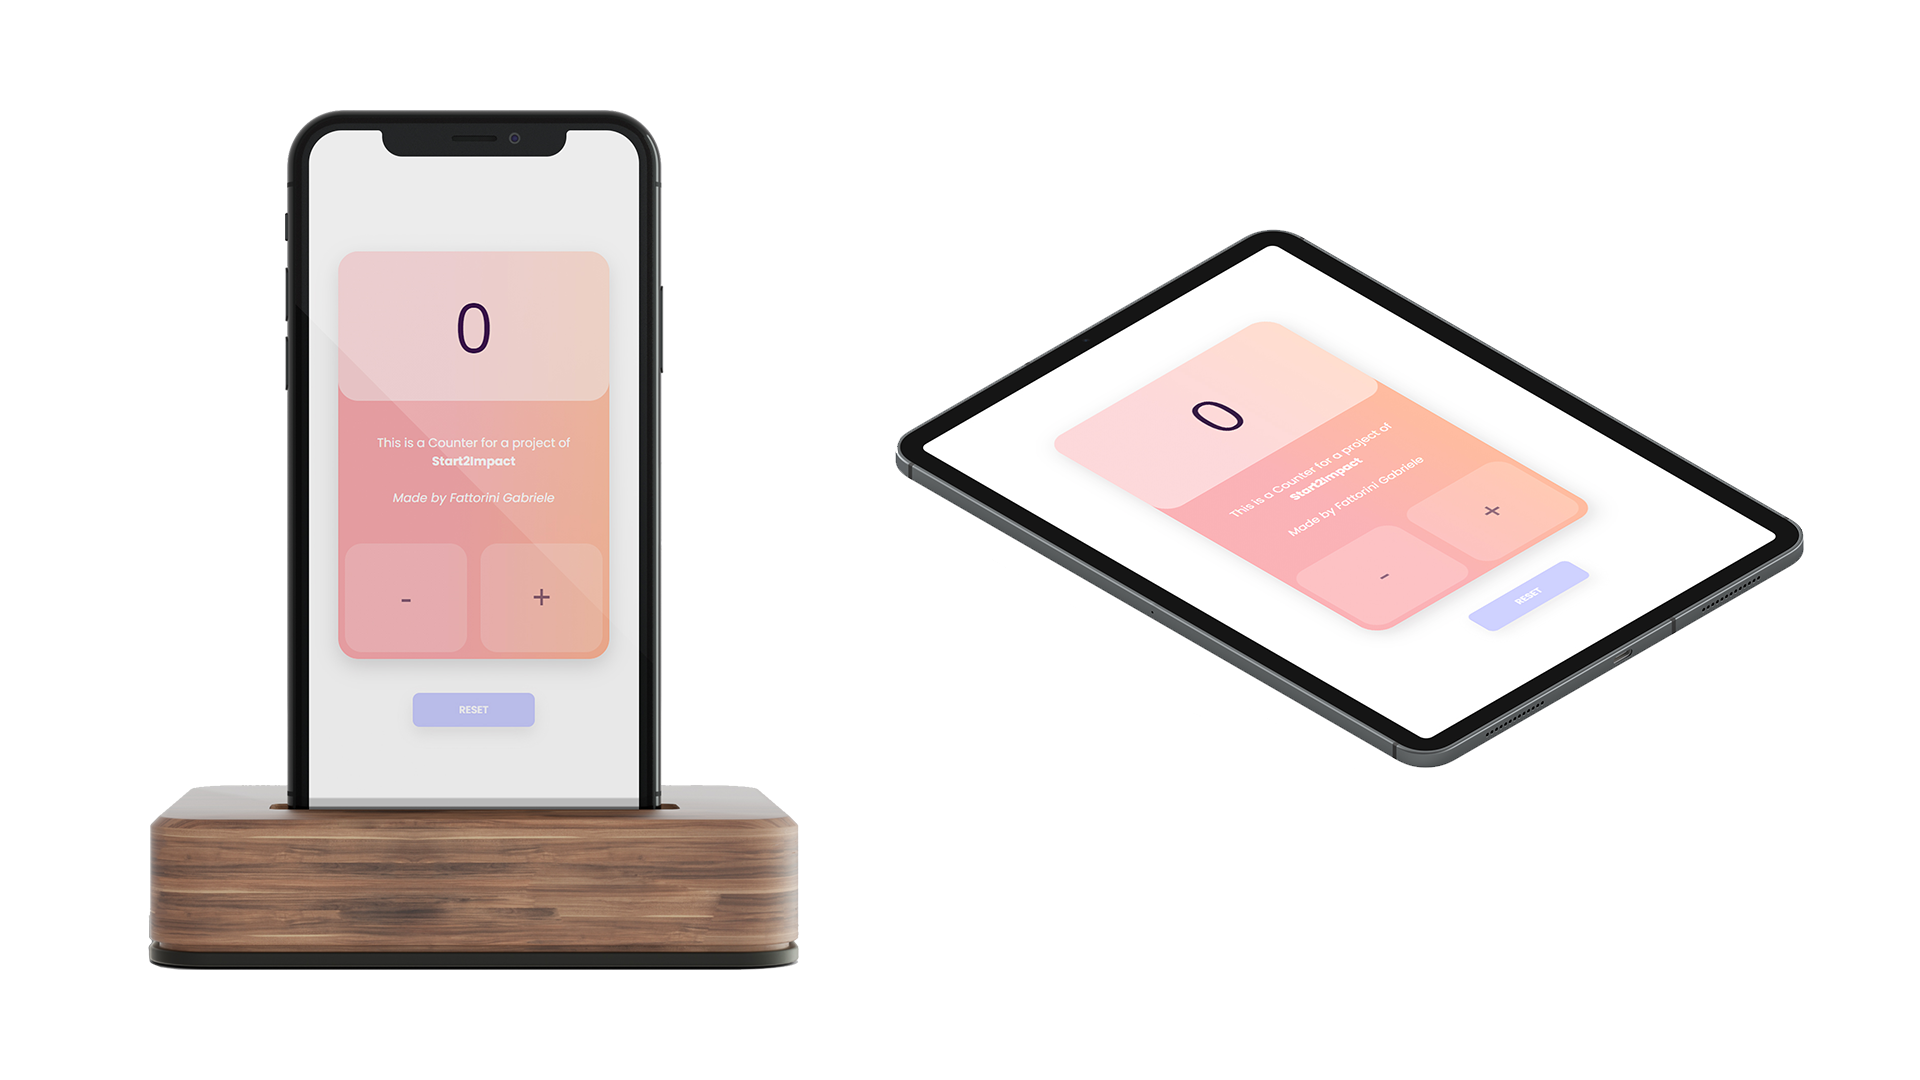 0
This is a Counter for a project of
Start2Impact
Made by Fattorini Gabriele
-
+
RESET
0
This is a Counter for a project of
Start2Impact
Made by Fattorini Gabriele
-
+
RESET